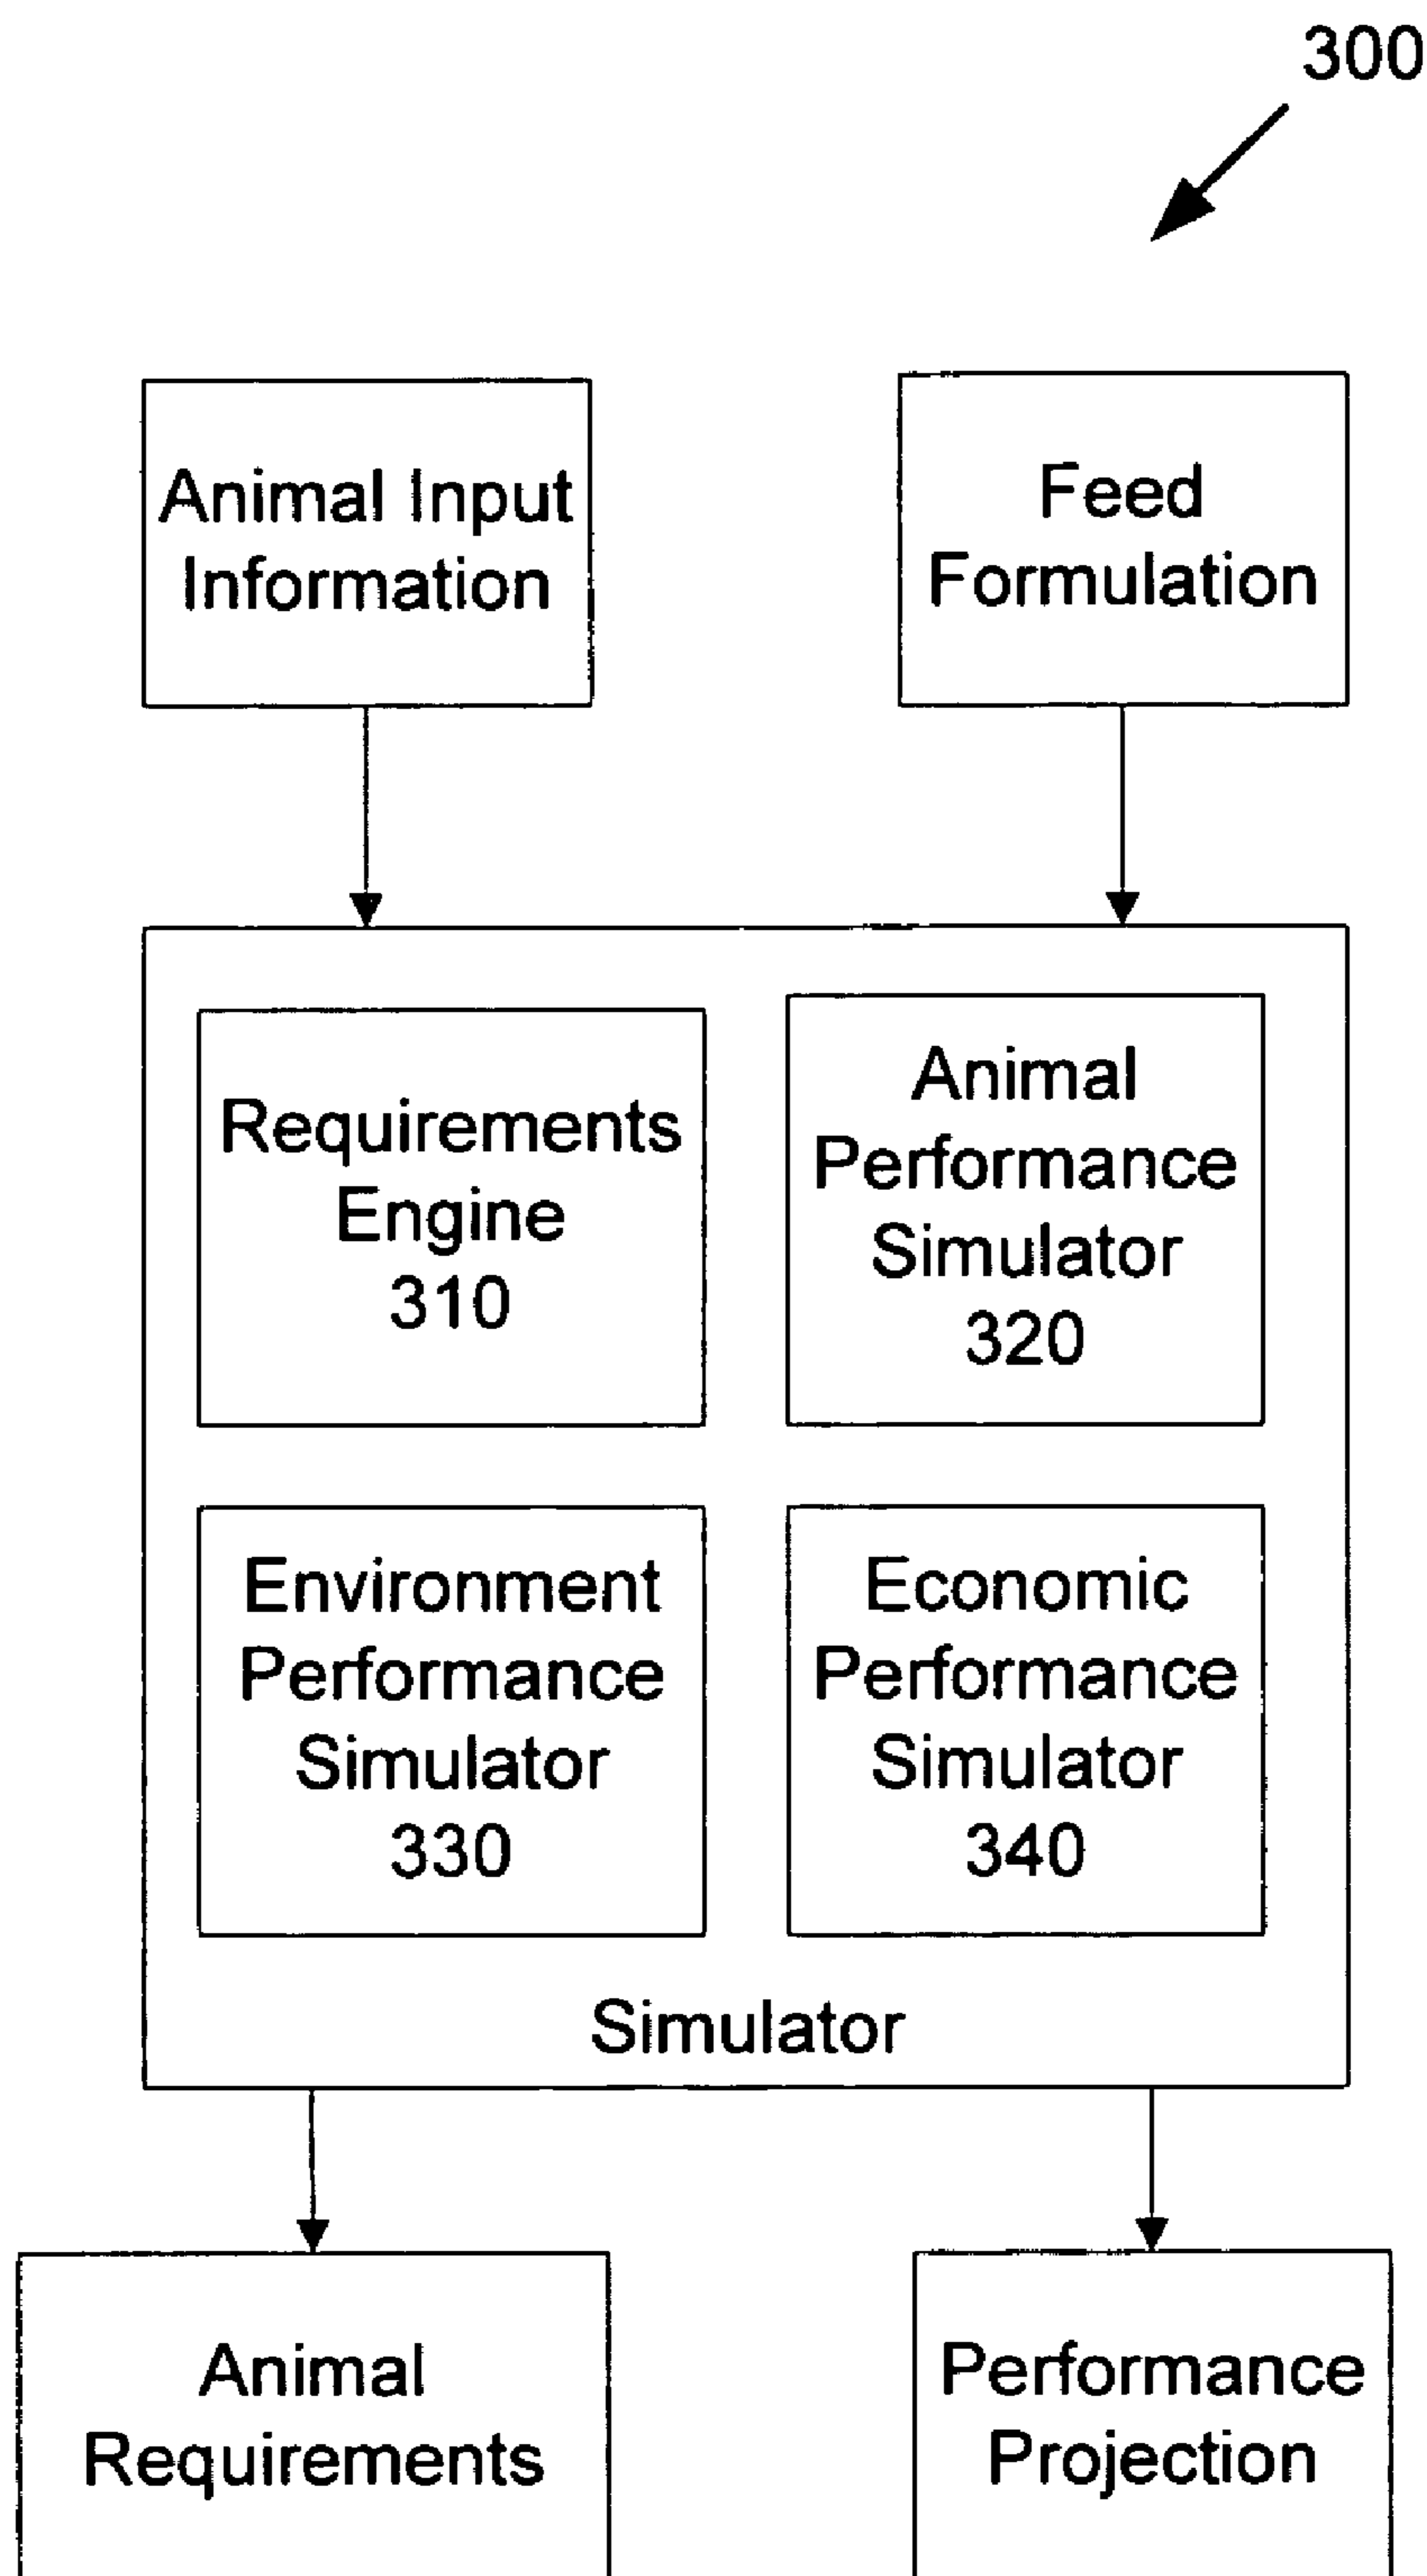 300
Animal Input
Information
Feed
Formulation
Requirements
Engine
310
Animal
Performance
Simulator
320
Environment
Performance
Simulator
330
Economic
Performance
Simulator
340
Simulator
Animal
Requirements
Performance
Projection